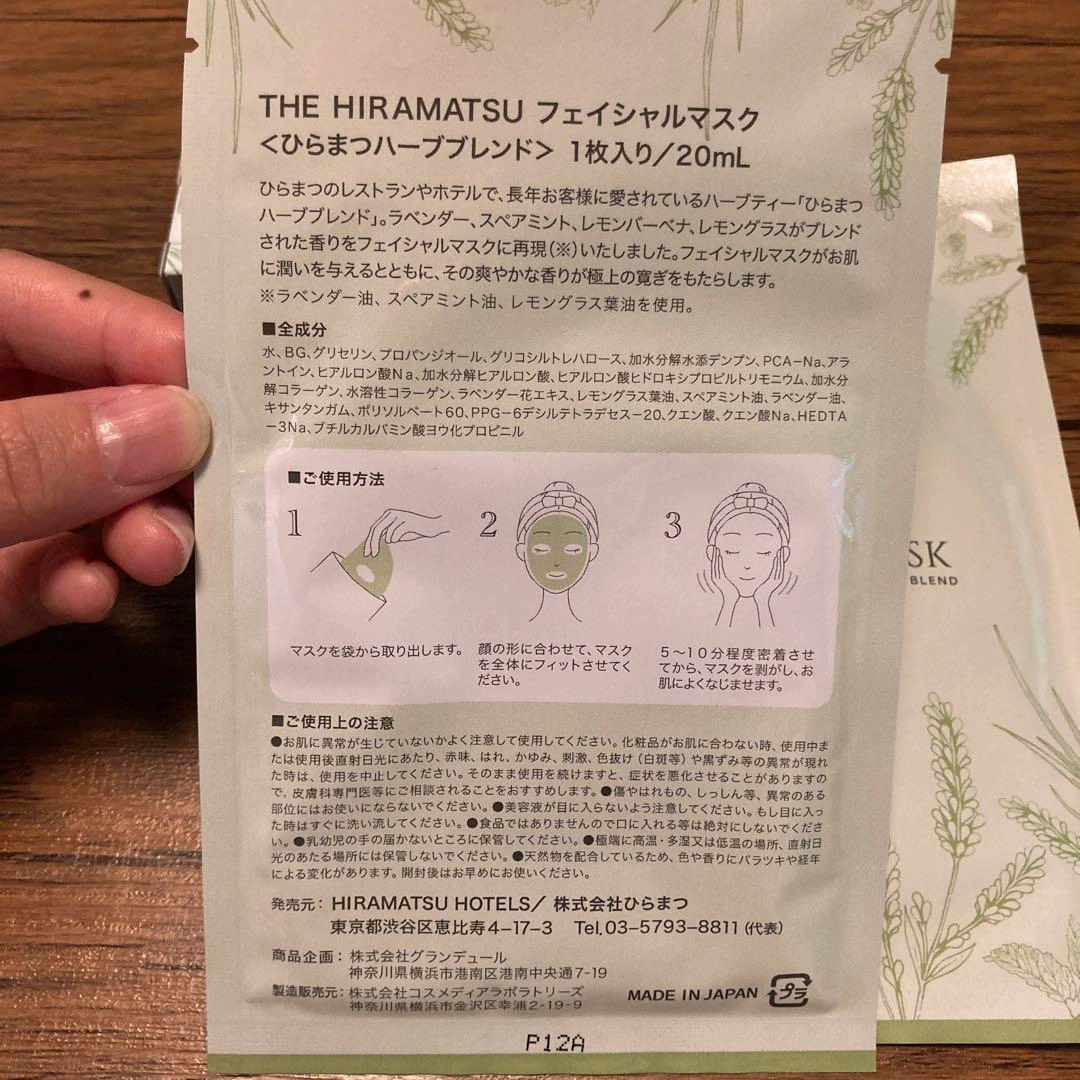 THE HIRAMATSU フェイシャルマスク
＜ひらまつハーブブレンド＞ 1枚入り／20mL
ひらまつのレストランやホテルで、長年お客様に愛されているハーブティー「ひらまつ
ハーブブレンド」。ラベンダー、スペアミント、レモンバーベナ、レモングラスがブレンド
された香りをフェイシャルマスクに再現(※)いたしました。フェイシャルマスクがお肌
に潤いを与えるとともに、その爽やかな香りが極上の寛ぎをもたらします。
※ラベンダー油、スペアミント油、レモングラス葉油を使用。
■全成分
水、BG、グリセリン、プロパンジオール、グリコシルトレハロース、加水分解水添デンプン、PCA－Na、アラ
ントイン、ヒアルロン酸Na、加水分解ヒアルロン酸、ヒアルロン酸ヒドロキシプロピルトリモニウム、加水分
解コラーゲン、水溶性コラーゲン、ラベンダー花エキス、レモングラス葉油、スペアミント油、ラベンダー油、
キサンタンガム、ポリソルベート60、PPG－6デシルテトラデセス－20、クエン酸、クエン酸Na、HEDTA
－3Na、ブチルカルバミン酸ヨウ化プロピニル
■ご使用方法
1 2 3
マスクを袋から取り出します。
顔の形に合わせて、マスク
を全体にフィットさせてく
ださい。
5～10分程度密着させ
てから、マスクを剥がし、お
肌によくなじませます。
■ご使用上の注意
●お肌に異常が生じていないかよく注意して使用してください。化粧品がお肌に合わない時、使用中ま
たは使用後直射日光にあたり、赤味、はれ、かゆみ、刺激、色抜け（白斑等）や黒ずみ等の異常が現れ
た時は、使用を中止してください。そのまま使用を続けますと、症状を悪化させることがありますの
で、皮膚科専門医等にご相談されることをおすすめします。●傷やはれもの、しっしん等、異常のある
部位にはお使いにならないでください。●美容液が目に入らないよう注意してください。もし目に入っ
た時はすぐに洗い流してください。●食品ではありませんので口に入れる等は絶対にしないでくださ
い。●乳幼児の手の届かないところに保管してください。●極端に高温・多湿又は低温の場所、直射日
光のあたる場所には保管しないでください。●天然物を配合しているため、色や香りにバラツキや経年
による変化があります。開封後はお早めにお使いください。
発売元：HIRAMATSU HOTELS／株式会社ひらまつ
東京都渋谷区恵比寿4－17－3 Tel.03－5793－8811（代表）
商品企画：株式会社グランデュール
神奈川県横浜市港南区港南中央通7-19
製造販売元：株式会社コスメディアラボラトリーズ
神奈川県横浜市金沢区幸浦2-19-9
MADE IN JAPAN プラ
P12A
SK
BLEND